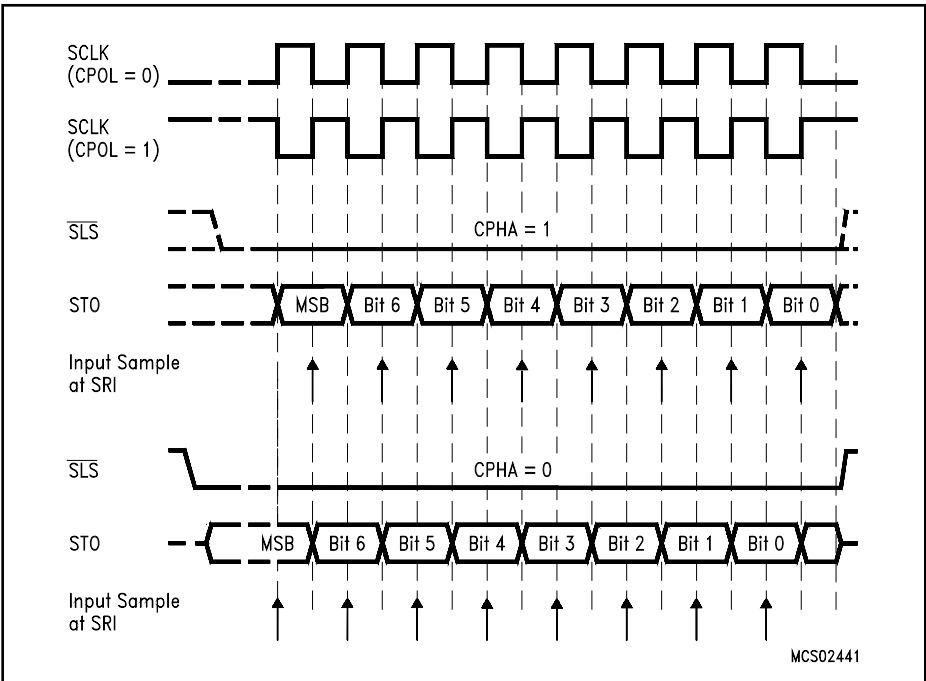 SCLK
(CPOL = 0)
SCLK
(CPOL = 1)
SLS
CPHA = 1
STO
MSB Bit 6 Bit 5 Bit 4 Bit 3 Bit 2 Bit 1 Bit 0
Input Sample
at SRI
SLS
CPHA = 0
STO
MSB Bit 6 Bit 5 Bit 4 Bit 3 Bit 2 Bit 1 Bit 0
Input Sample
at SRI
MCS02441